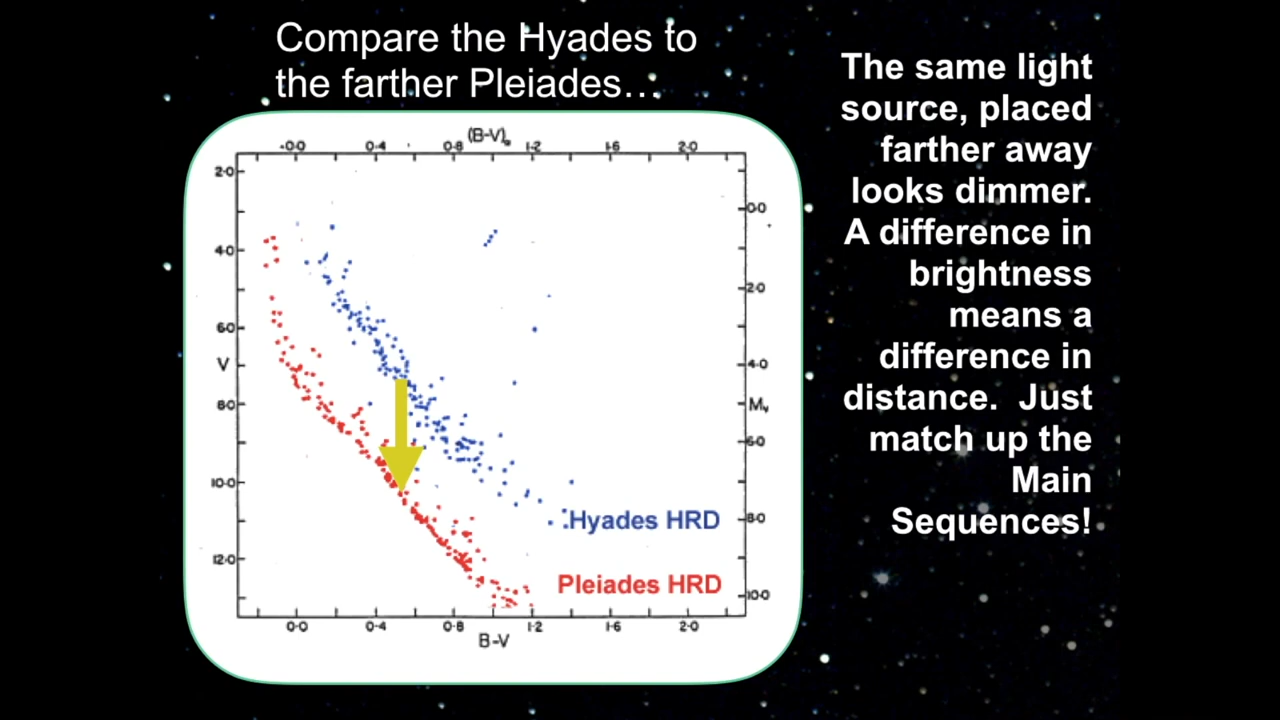 Compare the Hyades to
the farther Pleiades…
The same light
source, placed
farther away
looks dimmer.
A difference in
brightness
means a
difference in
distance. Just
match up the
Main
Sequences!
(B-V)₀
0·0 0·4 0·8 1·2 1·6 2·0
2·0
4·0
6·0
V
8·0
10·0
12·0
0·0
2·0
4·0
Mᵥ
6·0
8·0
10·0
Hyades HRD
Pleiades HRD
0·0 0·4 0·8 1·2 1·6 2·0
B-V